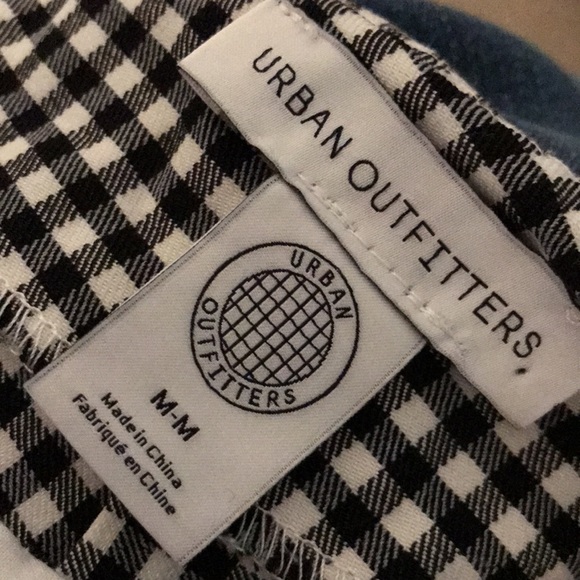 URBAN OUTFITTERS
URBAN
OUTFITTERS
M-M
Made in China
Fabriqué en Chine